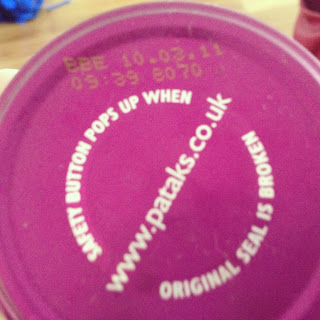 BBE 10.03.11
09:39 8070
SAFETY BUTTON POPS UP WHEN
www.pataks.co.uk
ORIGINAL SEAL IS BROKEN